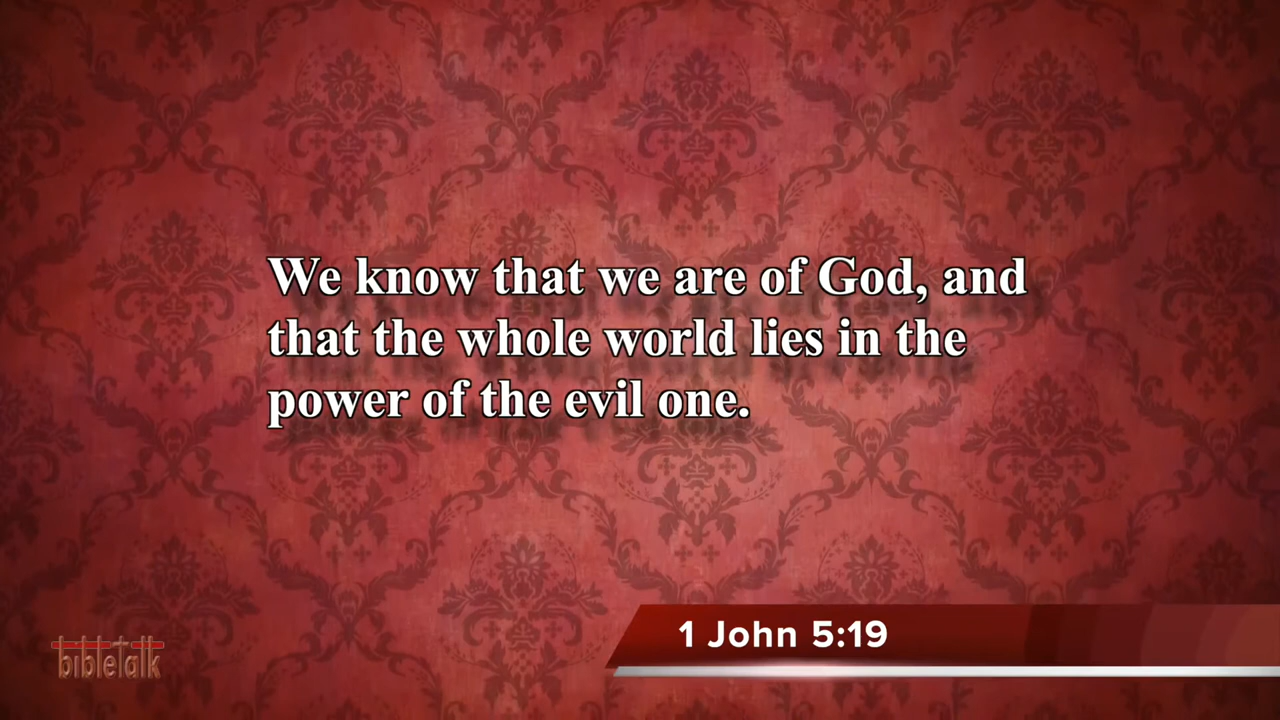 We know that we are of God, and
that the whole world lies in the
power of the evil one.
1 John 5:19
bibletalk